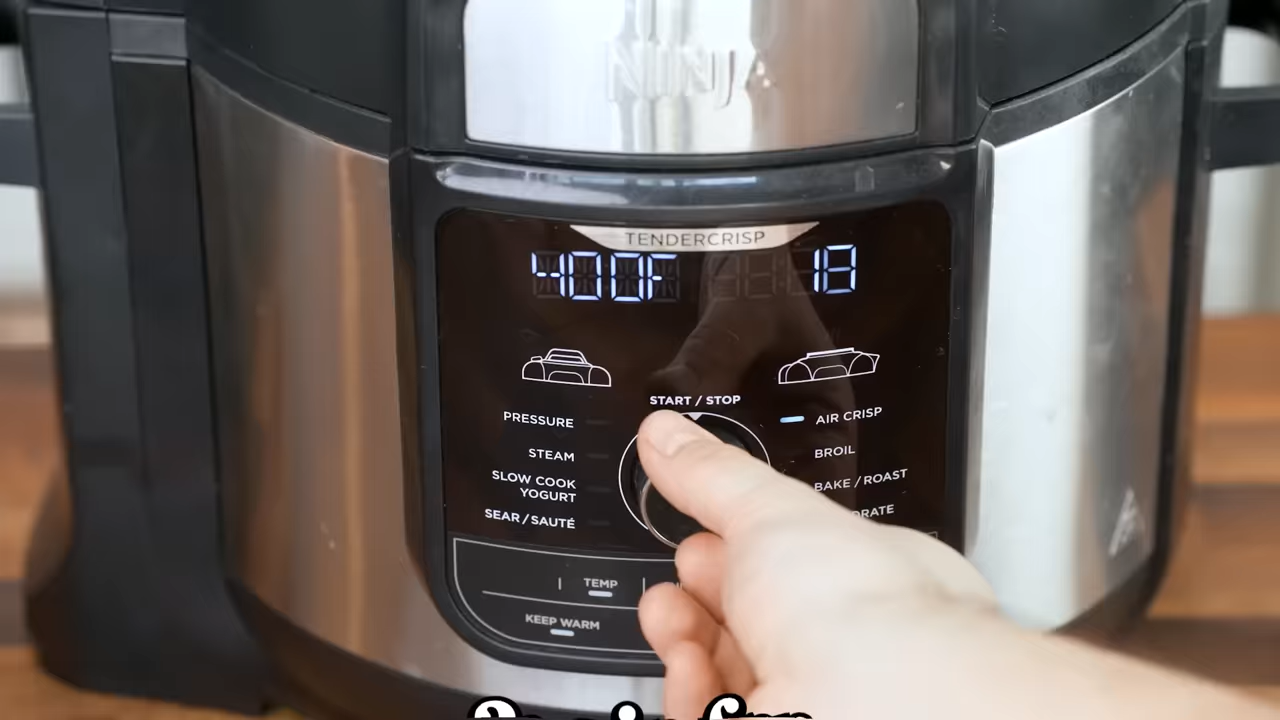 NINJA
TENDERCRISP
400F 18
START / STOP
PRESSURE
AIR CRISP
STEAM
BROIL
SLOW COOK
YOGURT
BAKE / ROAST
SEAR / SAUTÉ
TEMP
KEEP WARM